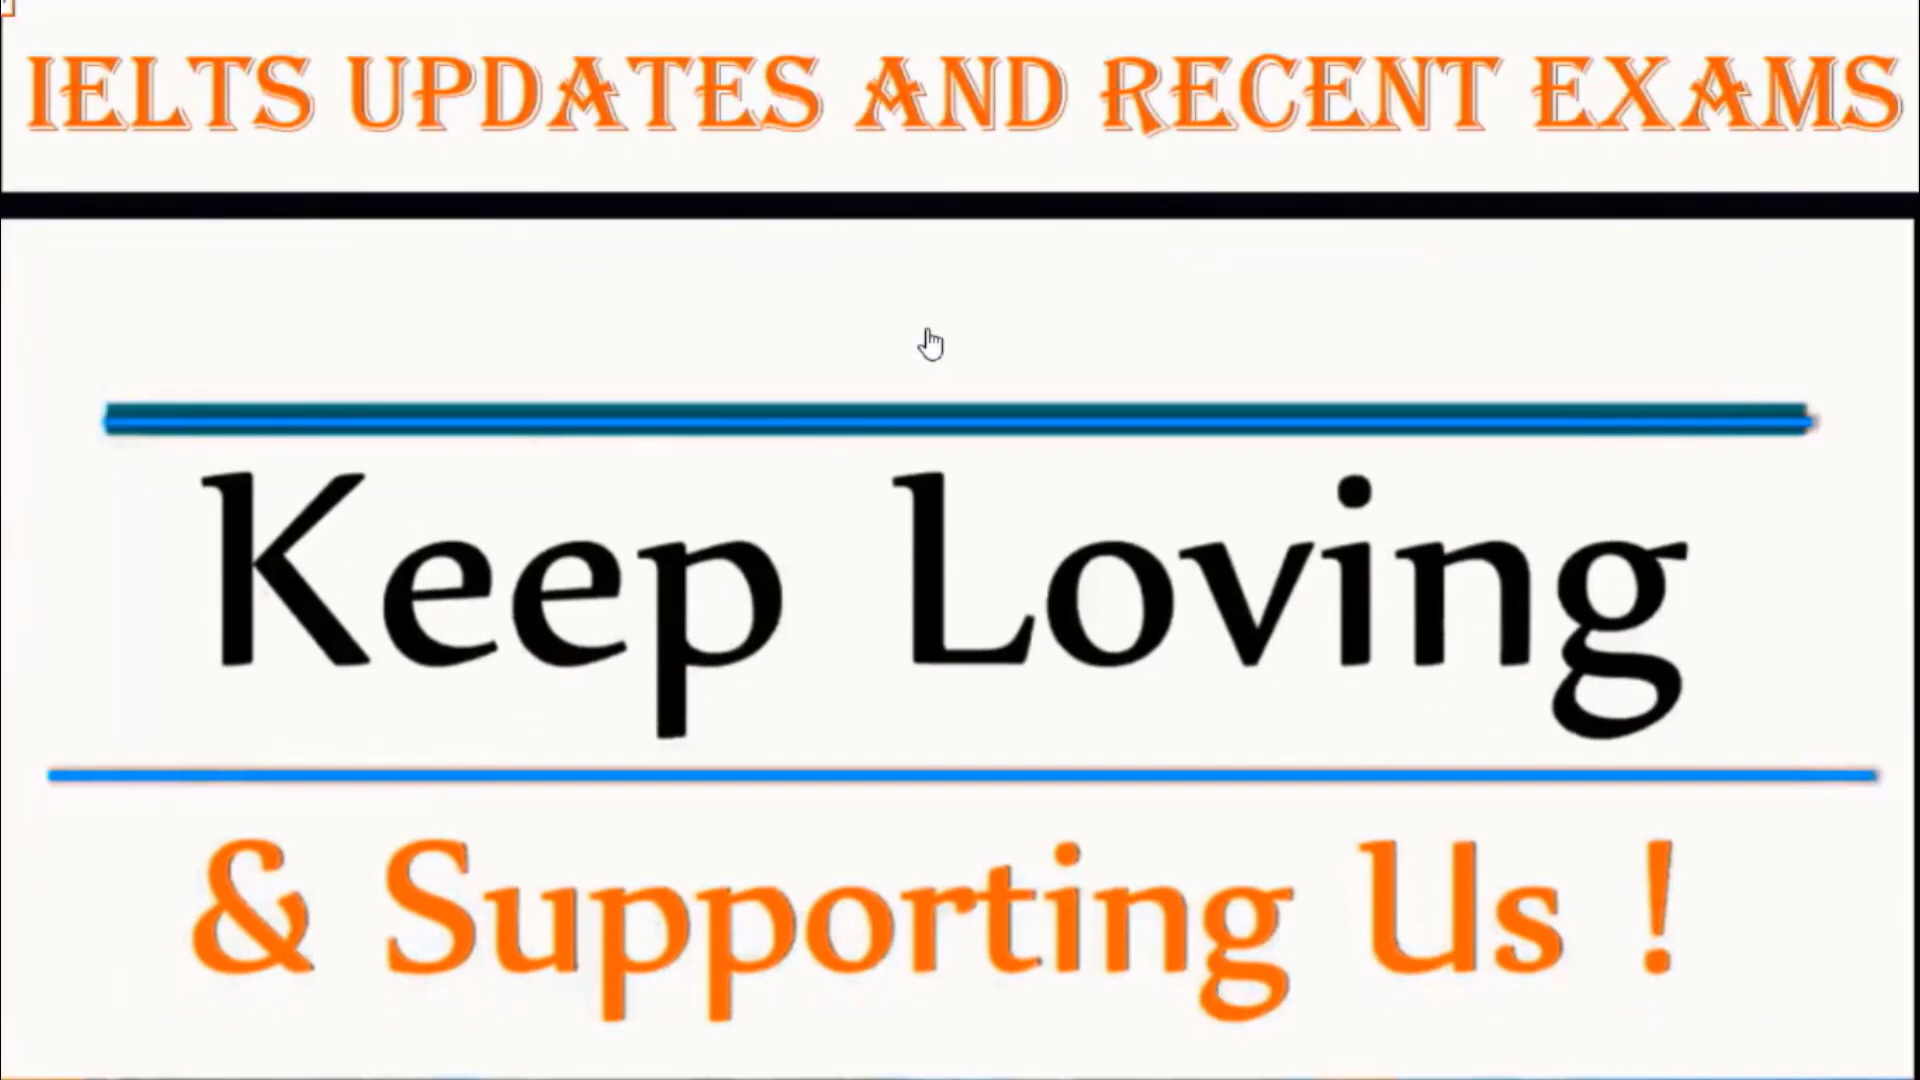 IELTS UPDATES AND RECENT EXAMS
Keep Loving
& Supporting Us !